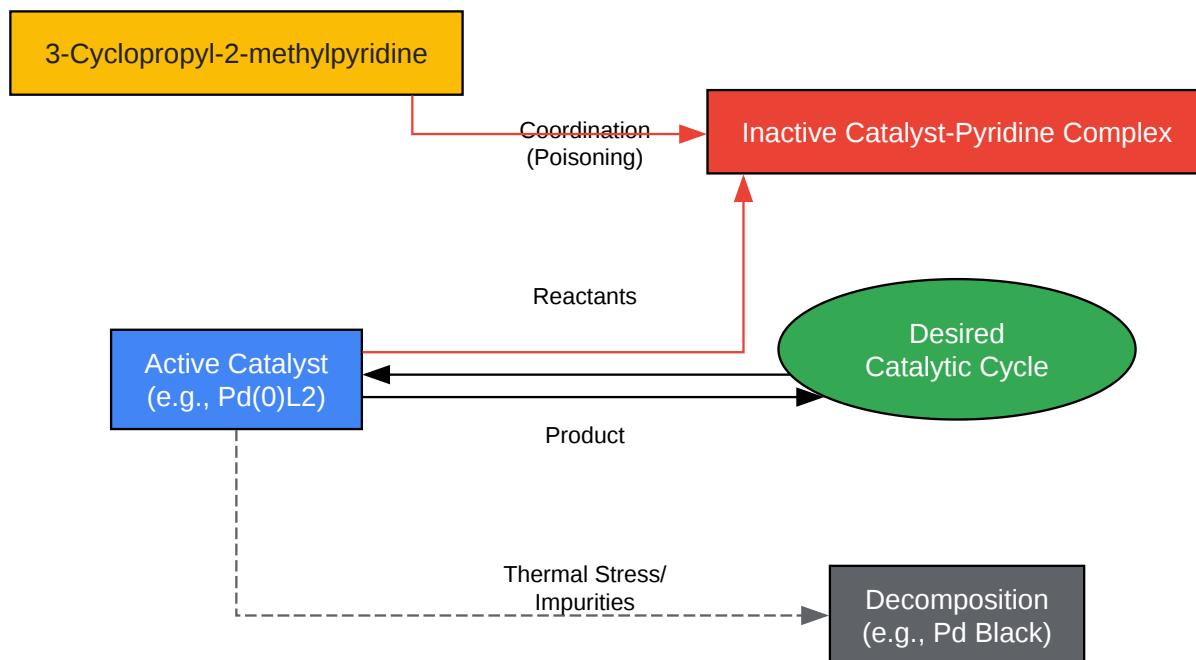 3-Cyclopropyl-2-methylpyridine
Coordination
(Poisoning)
Inactive Catalyst-Pyridine Complex
Reactants
Desired
Catalytic Cycle
Active Catalyst
(e.g., Pd(0)L2)
Product
Thermal Stress/
Impurities
Decomposition
(e.g., Pd Black)